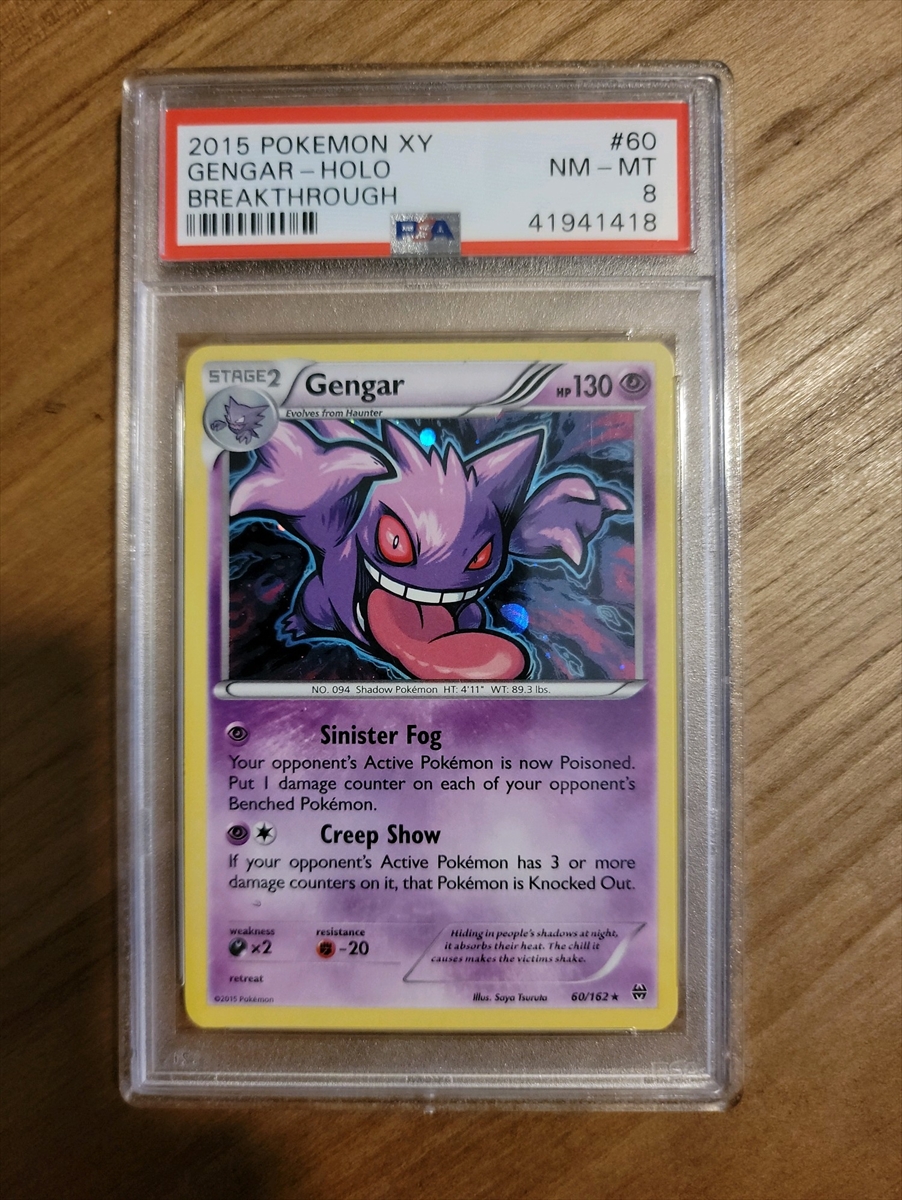 2015 POKEMON XY #60
GENGAR - HOLO NM - MT
BREAKTHROUGH 8
PSA 41941418
STAGE2 Gengar HP130
Evolves from Haunter
NO. 094 Shadow Pokémon HT: 4'11" WT: 89.3 lbs.
Sinister Fog
Your opponent's Active Pokémon is now Poisoned.
Put 1 damage counter on each of your opponent's
Benched Pokémon.
Creep Show
If your opponent's Active Pokémon has 3 or more
damage counters on it, that Pokémon is Knocked Out.
weakness resistance
×2 -20
Hiding in people's shadows at night,
it absorbs their heat. The chill it
causes makes the victims shake.
retreat
©2015 Pokémon Illus. Saya Tsuruta 60/162 ★